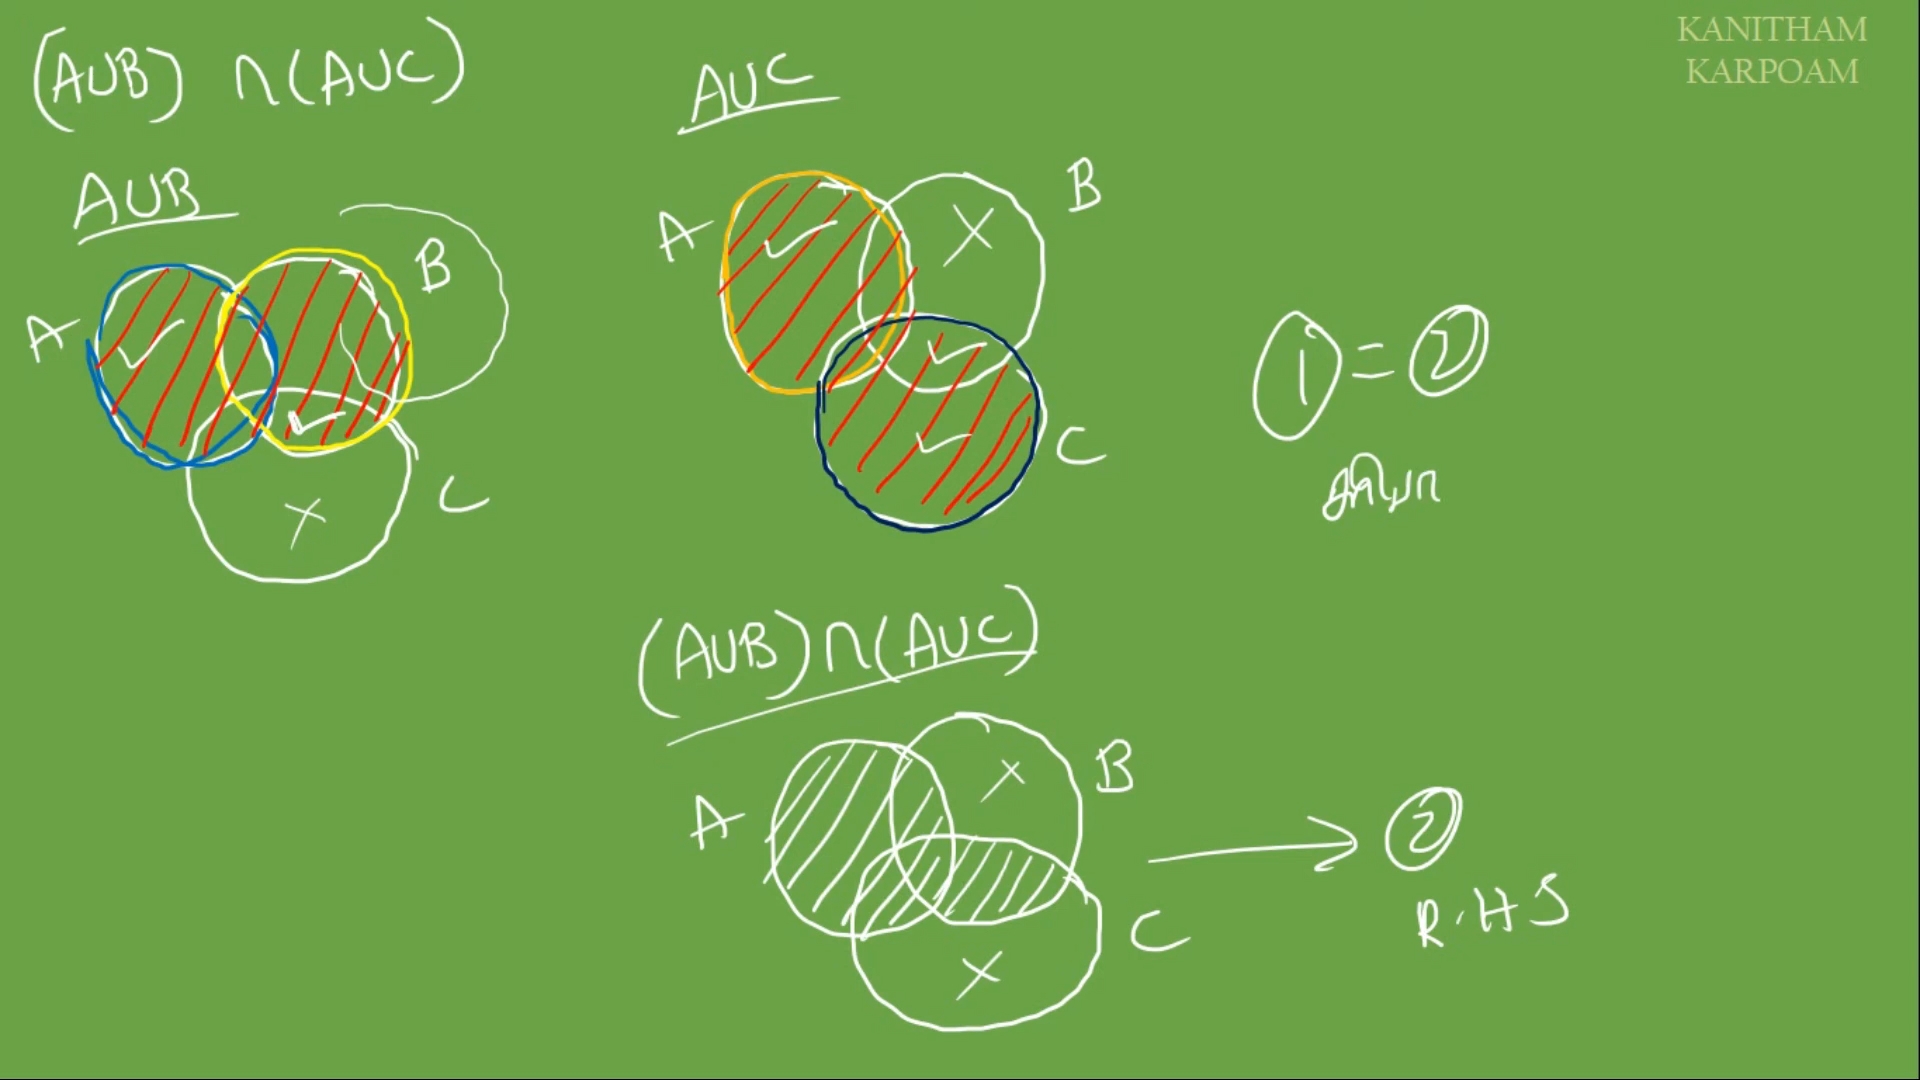 KANITHAM
KARPOAM
(AUB) ∩ (AUC)
AUB
A
B
C
AUC
A
B
C
1 = 2
(AUB) ∩ (AUC)
A
B
C
2
R.H.S